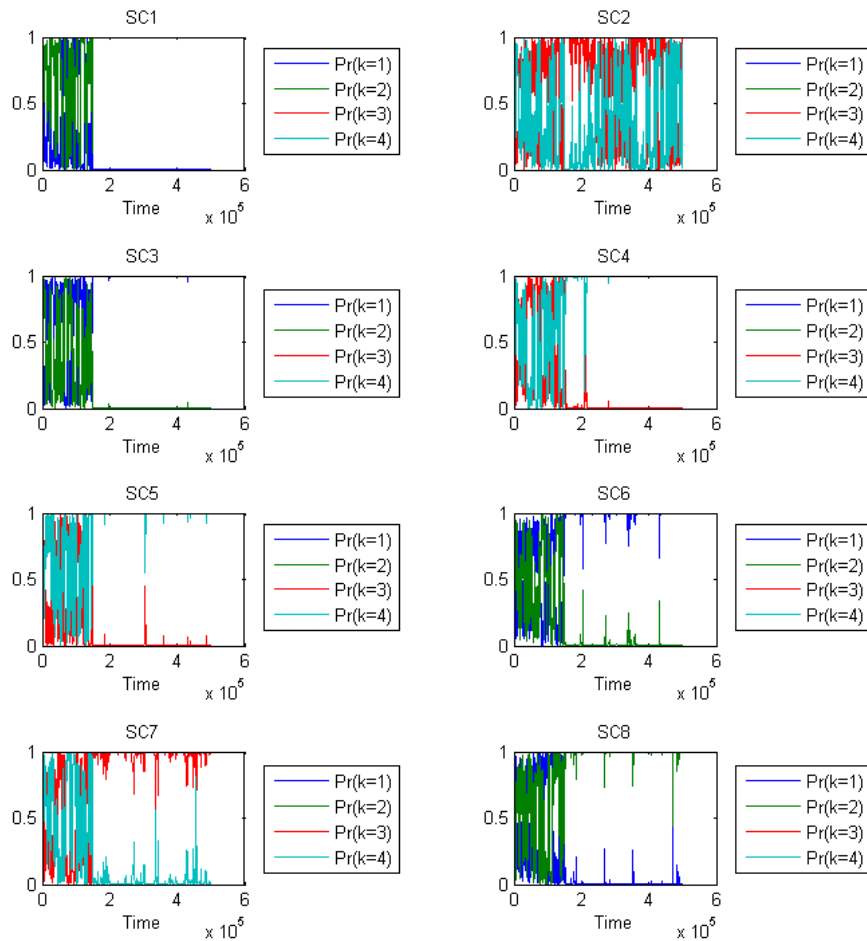 SC1
1
0.5
0
0 2 4 6
Time
x 10^5
Pr(k=1)
Pr(k=2)
Pr(k=3)
Pr(k=4)
SC2
1
0.5
0
0 2 4 6
Time
x 10^5
Pr(k=1)
Pr(k=2)
Pr(k=3)
Pr(k=4)
SC3
1
0.5
0
0 2 4 6
Time
x 10^5
Pr(k=1)
Pr(k=2)
Pr(k=3)
Pr(k=4)
SC4
1
0.5
0
0 2 4 6
Time
x 10^5
Pr(k=1)
Pr(k=2)
Pr(k=3)
Pr(k=4)
SC5
1
0.5
0
0 2 4 6
Time
x 10^5
Pr(k=1)
Pr(k=2)
Pr(k=3)
Pr(k=4)
SC6
1
0.5
0
0 2 4 6
Time
x 10^5
Pr(k=1)
Pr(k=2)
Pr(k=3)
Pr(k=4)
SC7
1
0.5
0
0 2 4 6
Time
x 10^5
Pr(k=1)
Pr(k=2)
Pr(k=3)
Pr(k=4)
SC8
1
0.5
0
0 2 4 6
Time
x 10^5
Pr(k=1)
Pr(k=2)
Pr(k=3)
Pr(k=4)